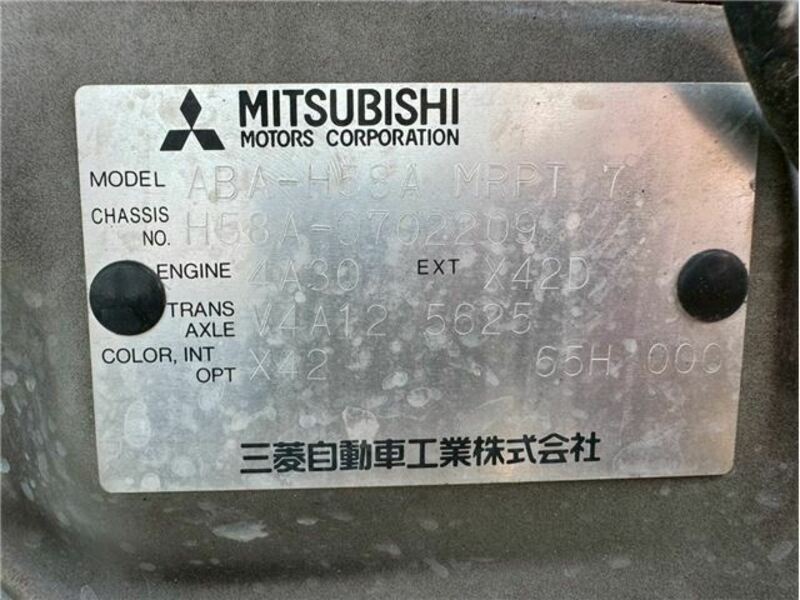 MITSUBISHI
MOTORS CORPORATION
MODEL ABA-H58A MRPT 7
CHASSIS NO. H58A-0702209
ENGINE 4A30 EXT X42D
TRANS AXLE V4A12 5625
COLOR, INT OPT X42 65H 000
三菱自動車工業株式会社